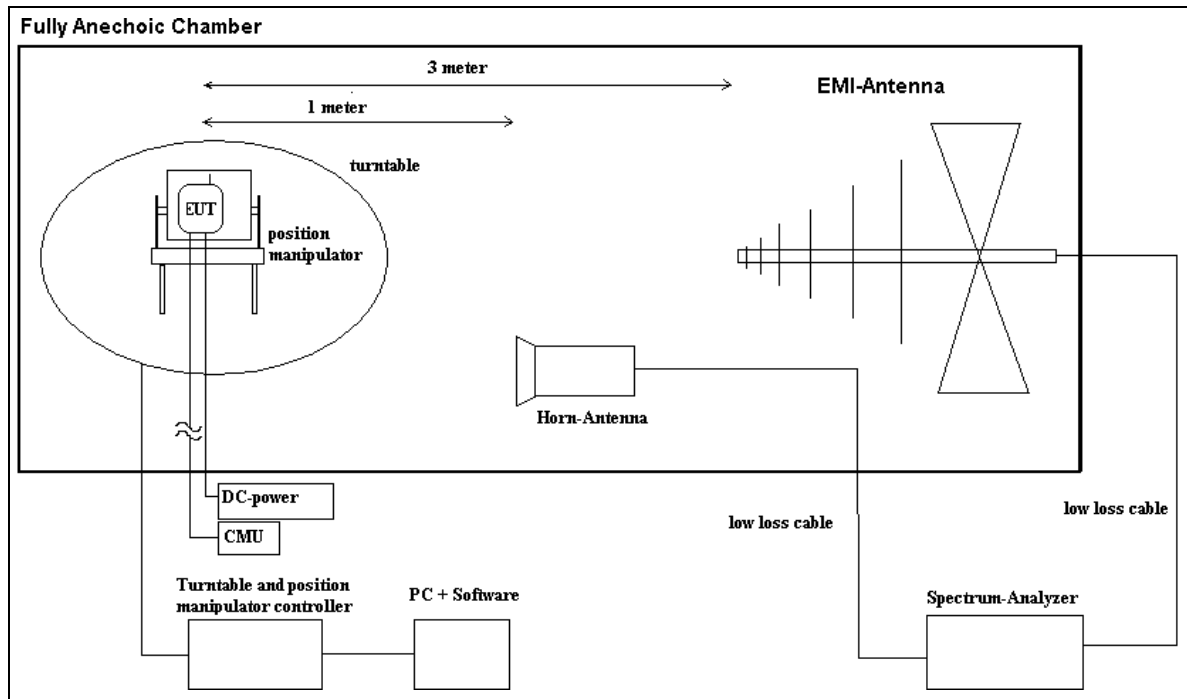 Fully Anechoic Chamber
3 meter
EMI-Antenna
1 meter
turntable
EUT
position
manipulator
Horn-Antenna
DC-power
CMU
low loss cable
low loss cable
Turntable and position
manipulator controller
PC + Software
Spectrum-Analyzer